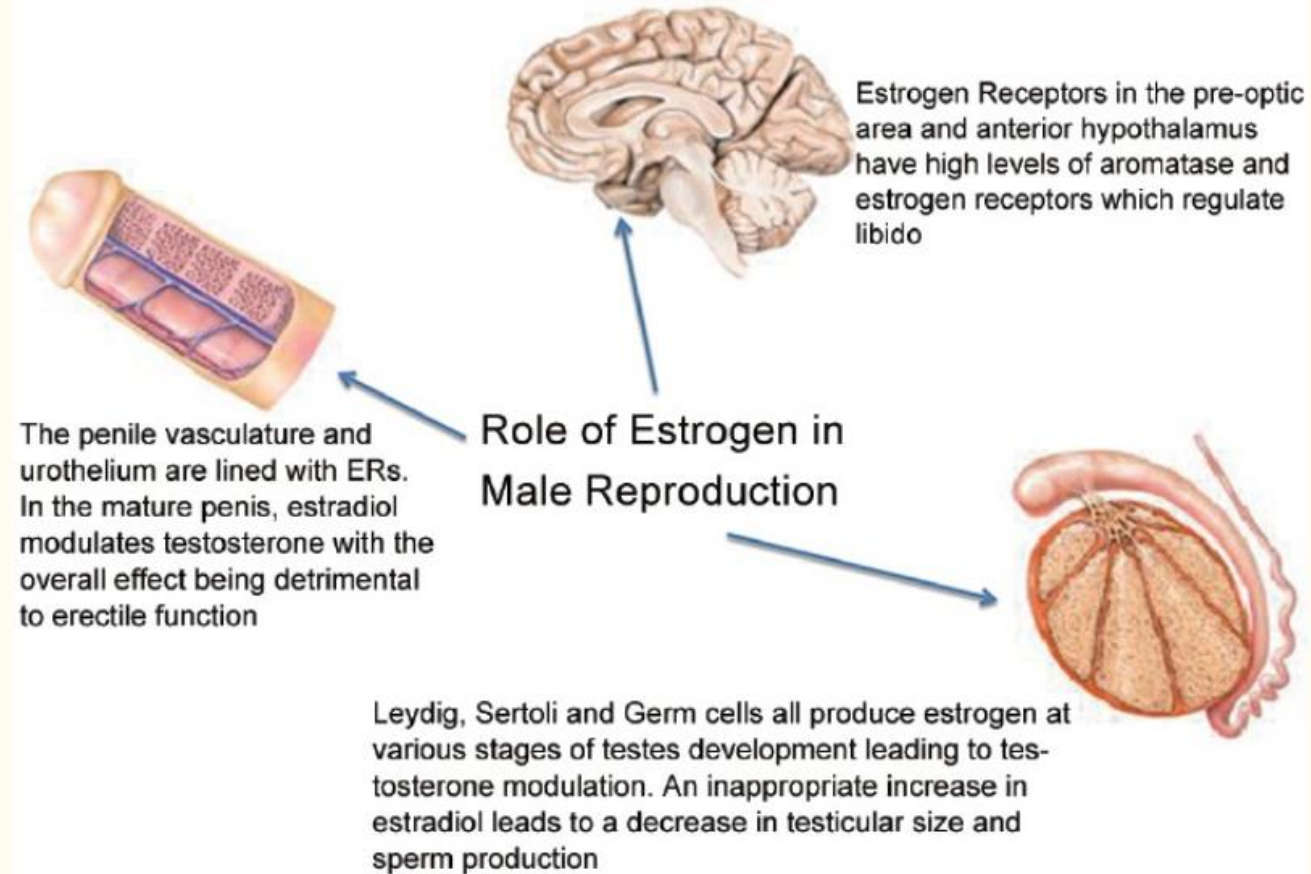 Estrogen Receptors in the pre-optic
area and anterior hypothalamus
have high levels of aromatase and
estrogen receptors which regulate
libido
Role of Estrogen in
Male Reproduction
The penile vasculature and
urothelium are lined with ERs.
In the mature penis, estradiol
modulates testosterone with the
overall effect being detrimental
to erectile function
Leydig, Sertoli and Germ cells all produce estrogen at
various stages of testes development leading to tes-
tosterone modulation. An inappropriate increase in
estradiol leads to a decrease in testicular size and
sperm production